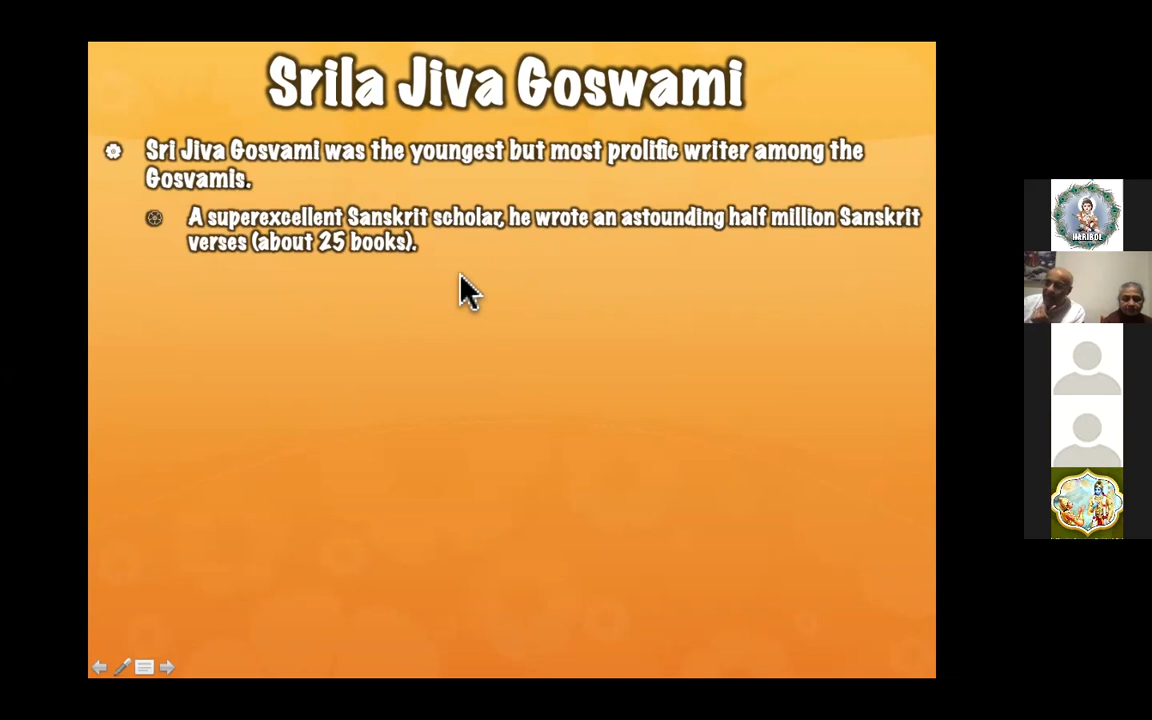 Srila Jiva Goswami
Sri Jiva Gosvami was the youngest but most prolific writer among the
Gosvamis.
A superexcellent Sanskrit scholar, he wrote an astounding half million Sanskrit
verses (about 25 books).
HARIBOL